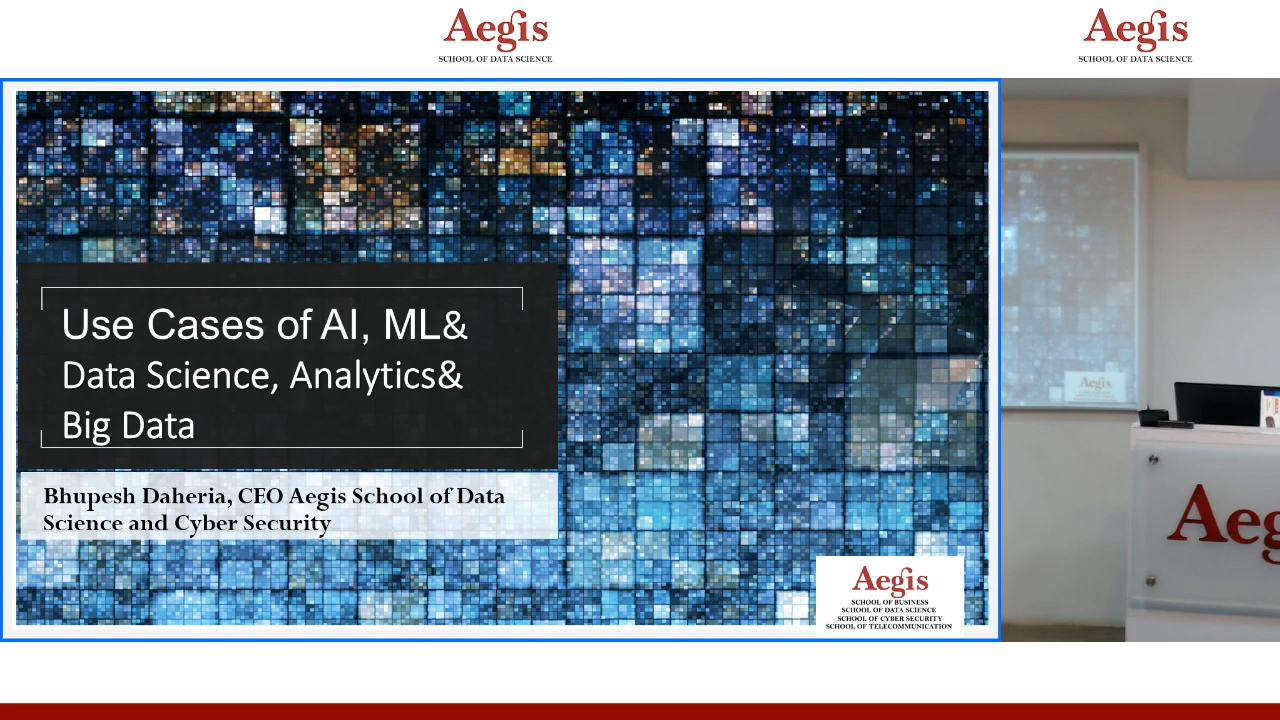 Aegis
SCHOOL OF DATA SCIENCE
Aegis
SCHOOL OF DATA SCIENCE
Use Cases of AI, ML&
Data Science, Analytics&
Big Data
Bhupesh Daheria, CEO Aegis School of Data
Science and Cyber Security
Aegis
SCHOOL OF BUSINESS
SCHOOL OF DATA SCIENCE
SCHOOL OF CYBER SECURITY
SCHOOL OF TELECOMMUNICATION
Aegis
Aeg